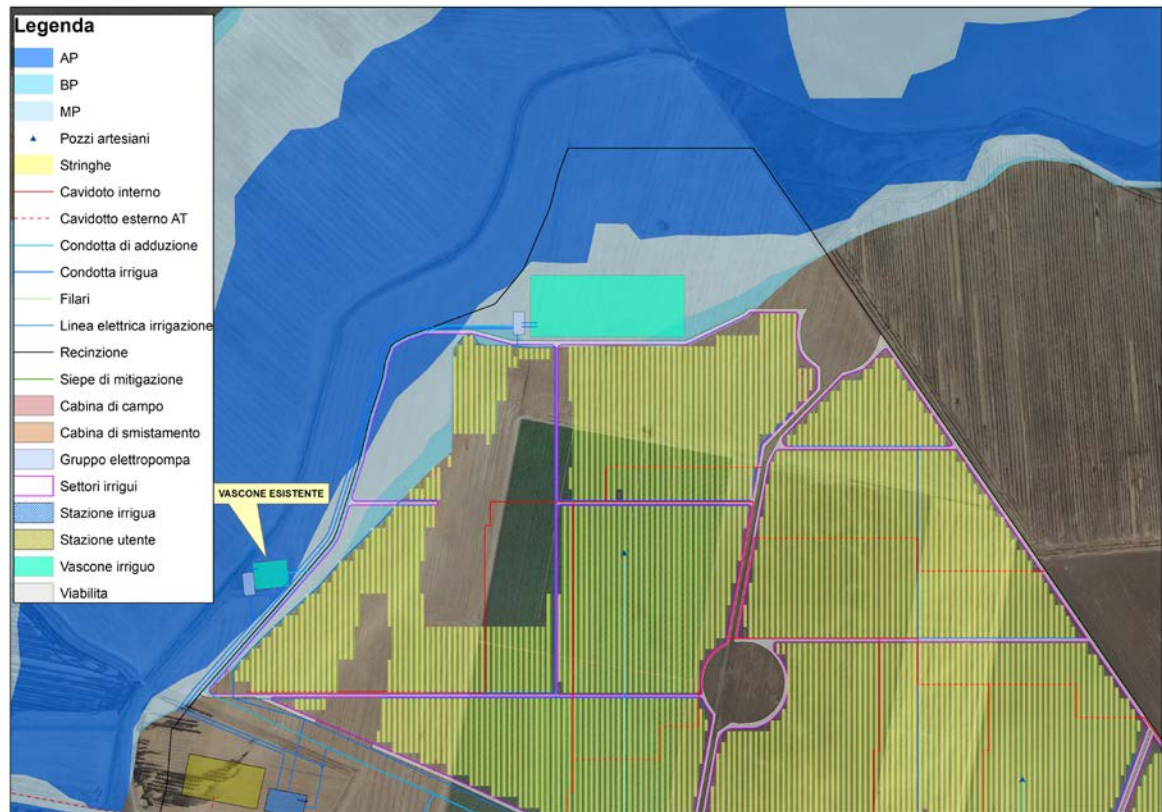 Legenda
AP
BP
MP
Pozzi artesiani
Stringhe
Cavidoto interno
Cavidotto esterno AT
Condotta di adduzione
Condotta irrigua
Filari
Linea elettrica irrigazione
Recinzione
Siepe di mitigazione
Cabina di campo
Cabina di smistamento
Gruppo elettropompa
Settori irrigui
Stazione irrigua
Stazione utente
Vascone irriguo
Viabilita
VASCONE ESISTENTE